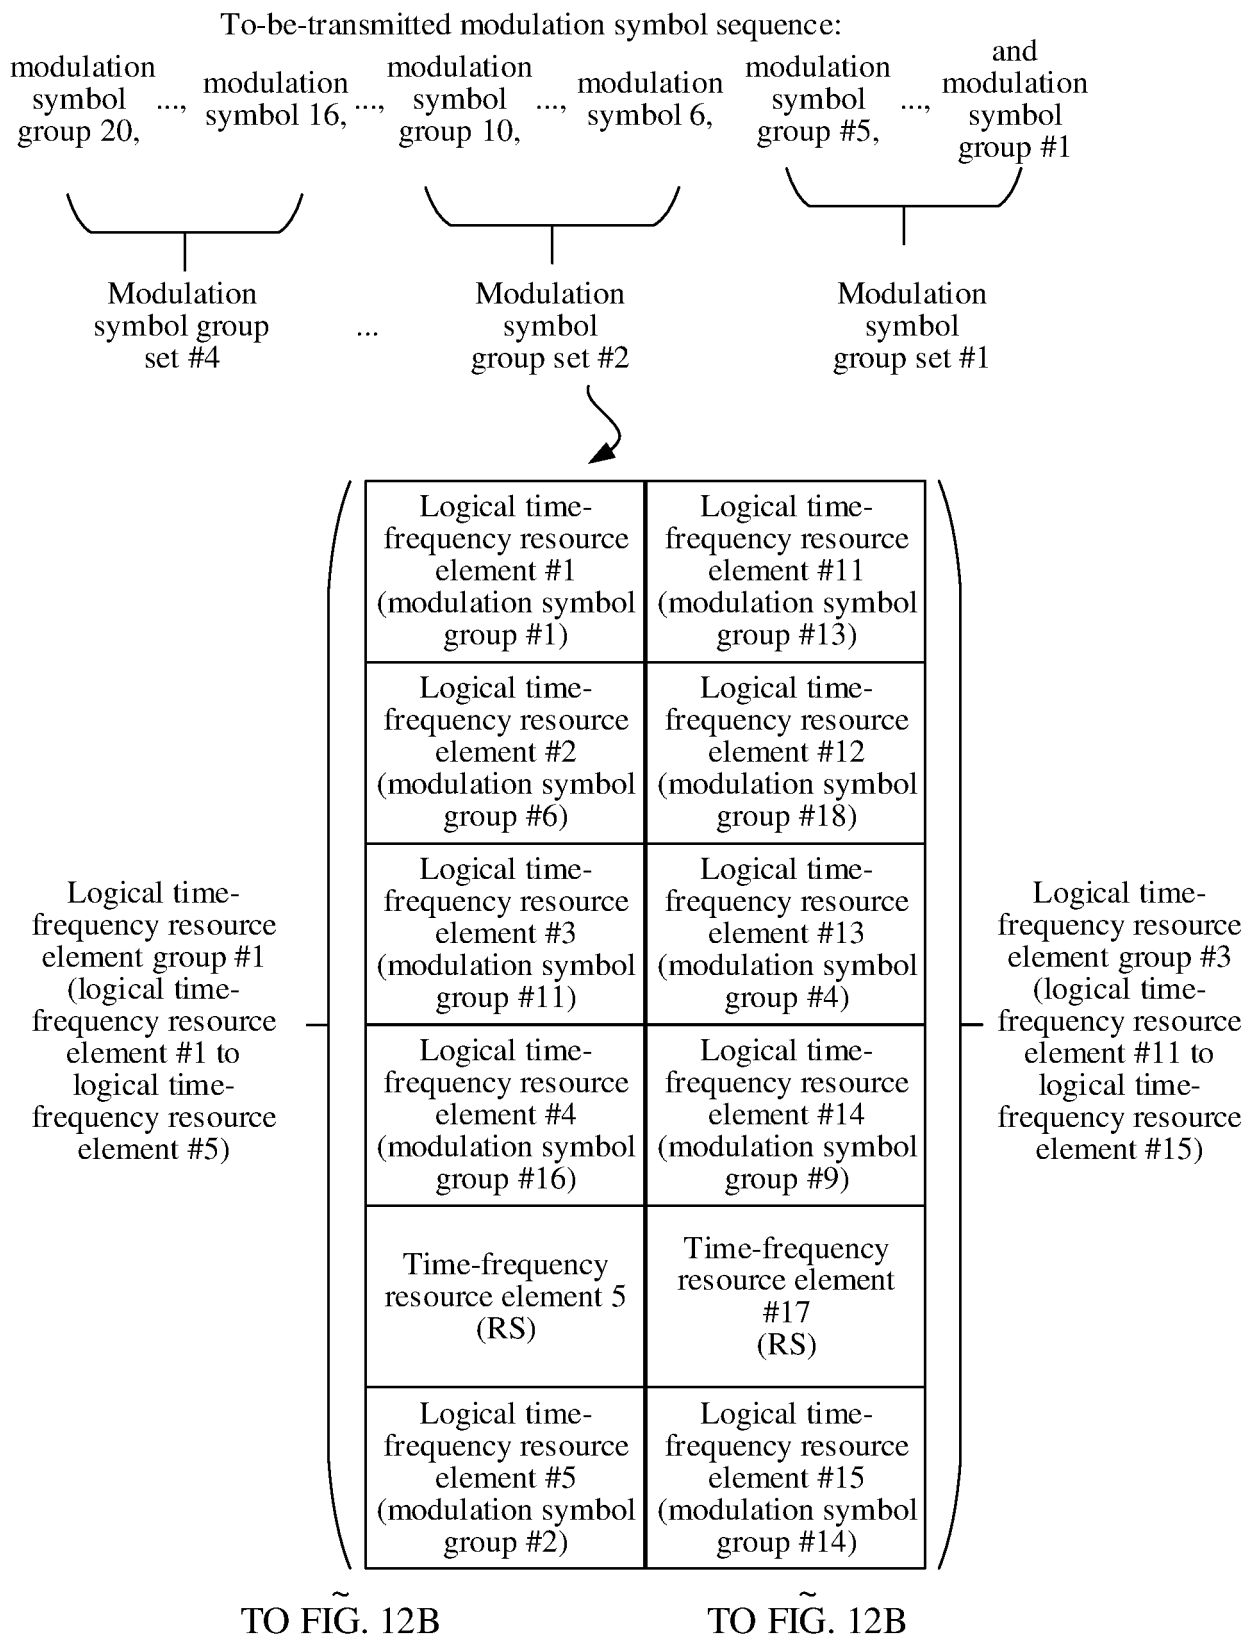 To-be-transmitted modulation symbol sequence:
modulation
symbol
group 20,
...,
modulation
symbol 16,
...,
modulation
symbol
group 10,
...,
modulation
symbol 6,
modulation
symbol
group #5,
...,
and
modulation
symbol
group #1
Modulation
symbol group
set #4
...
Modulation
symbol
group set #2
Modulation
symbol
group set #1
Logical time-
frequency resource
element group #1
(logical time-
frequency resource
element #1 to
logical time-
frequency resource
element #5)
Logical time-
frequency resource
element #1
(modulation symbol
group #1)
Logical time-
frequency resource
element #11
(modulation symbol
group #13)
Logical time-
frequency resource
element #2
(modulation symbol
group #6)
Logical time-
frequency resource
element #12
(modulation symbol
group #18)
Logical time-
frequency resource
element #3
(modulation symbol
group #11)
Logical time-
frequency resource
element #13
(modulation symbol
group #4)
Logical time-
frequency resource
element #4
(modulation symbol
group #16)
Logical time-
frequency resource
element #14
(modulation symbol
group #9)
Time-frequency
resource element 5
(RS)
Time-frequency
resource element
#17
(RS)
Logical time-
frequency resource
element #5
(modulation symbol
group #2)
Logical time-
frequency resource
element #15
(modulation symbol
group #14)
Logical time-
frequency resource
element group #3
(logical time-
frequency resource
element #11 to
logical time-
frequency resource
element #15)
~
TO FIG. 12B
~
TO FIG. 12B